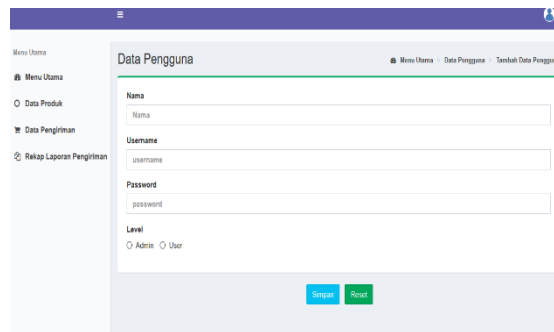 Menu Utama
Menu Utama
Data Produk
Data Pengiriman
Rekap Laporan Pengiriman
Data Pengguna
Menu Utama > Data Pengguna > Tambah Data Penggu
Nama
Nama
Username
username
Password
password
Level
Admin User
Simpan Reset